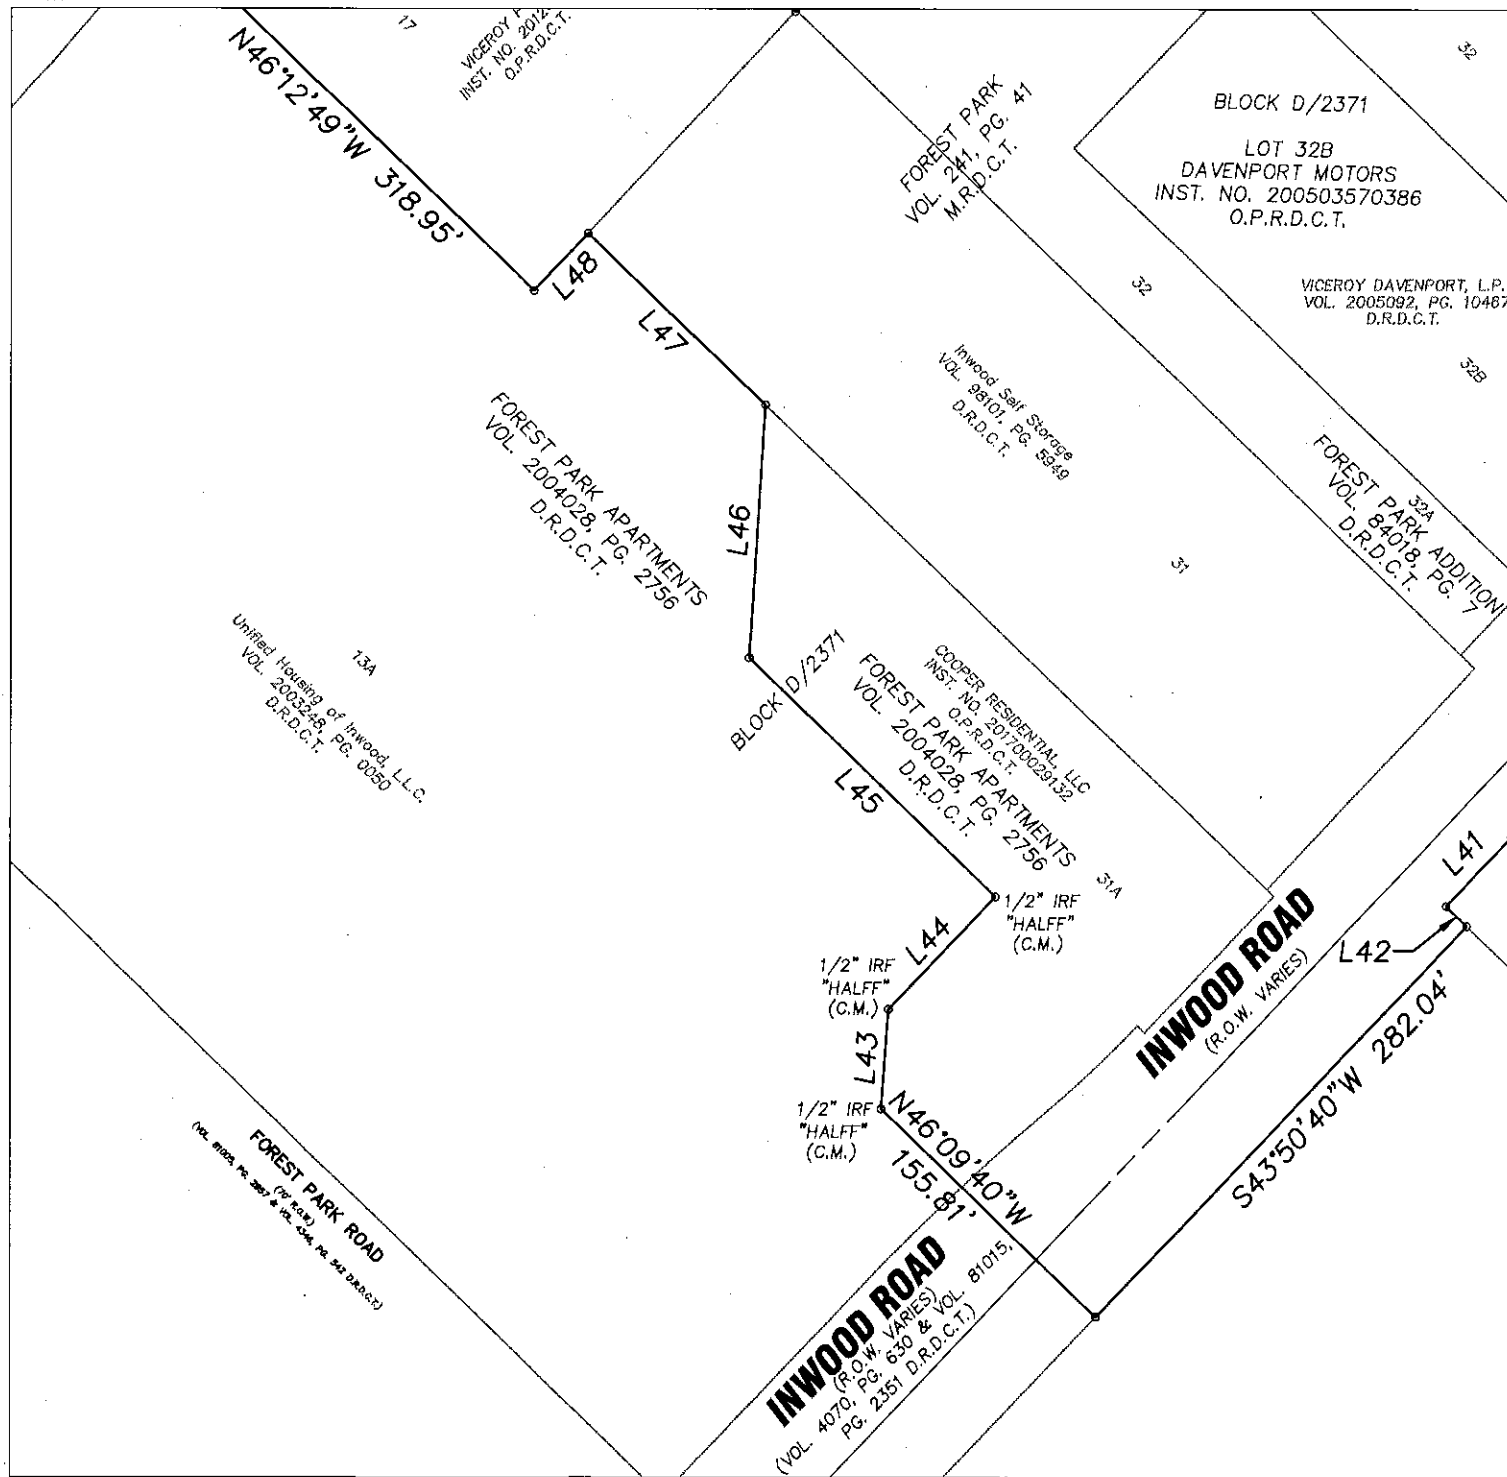 17
VICEROY
INST. NO. 2012
O.P.R.D.C.T.
N46°12'49"W 318.95'
L48
L47
FOREST PARK
VOL. 241, PG. 41
M.R.D.C.T.
32
BLOCK D/2371
LOT 32B
DAVENPORT MOTORS
INST. NO. 200503570386
O.P.R.D.C.T.
VICEROY DAVENPORT, L.P.
VOL. 2005092, PG. 10487
D.R.D.C.T.
32
32B
Inwood Self Storage
VOL. 98101, PG. 5949
D.R.D.C.T.
FOREST PARK APARTMENTS
VOL. 2004028, PG. 2756
D.R.D.C.T.
L46
32A
FOREST PARK ADDITION
VOL. 84018, PG. 7
D.R.D.C.T.
31
13A
Unified Housing of Inwood, L.L.C.
VOL. 2003248, PG. 0050
D.R.D.C.T.
BLOCK D/2371
COOPER RESIDENTIAL, LLC
INST. NO. 201700029132
O.P.R.D.C.T.
FOREST PARK APARTMENTS
VOL. 2004028, PG. 2756
D.R.D.C.T.
31A
L45
L41
1/2" IRF
"HALFF"
(C.M.)
L44
L42
1/2" IRF
"HALFF"
(C.M.)
INWOOD ROAD
(R.O.W. VARIES)
L43
1/2" IRF
"HALFF"
(C.M.)
N46°09'40"W
155.81'
S43°50'40"W 282.04'
FOREST PARK ROAD
(70' R.O.W.)
INWOOD ROAD
(R.O.W. VARIES)
(VOL. 4070, PG. 630 & VOL. 81015,
PG. 2351 D.R.D.C.T.)